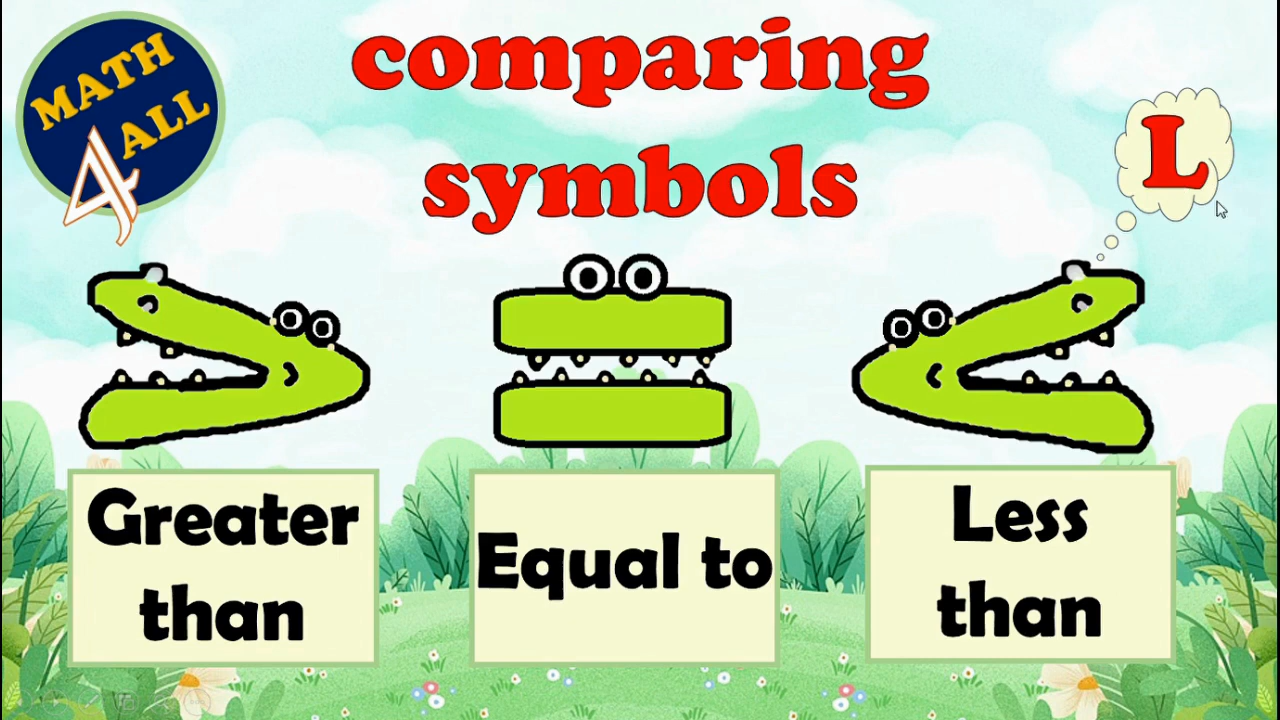 MATH
4 ALL
comparing
symbols
L
Greater
than
Equal to
Less
than